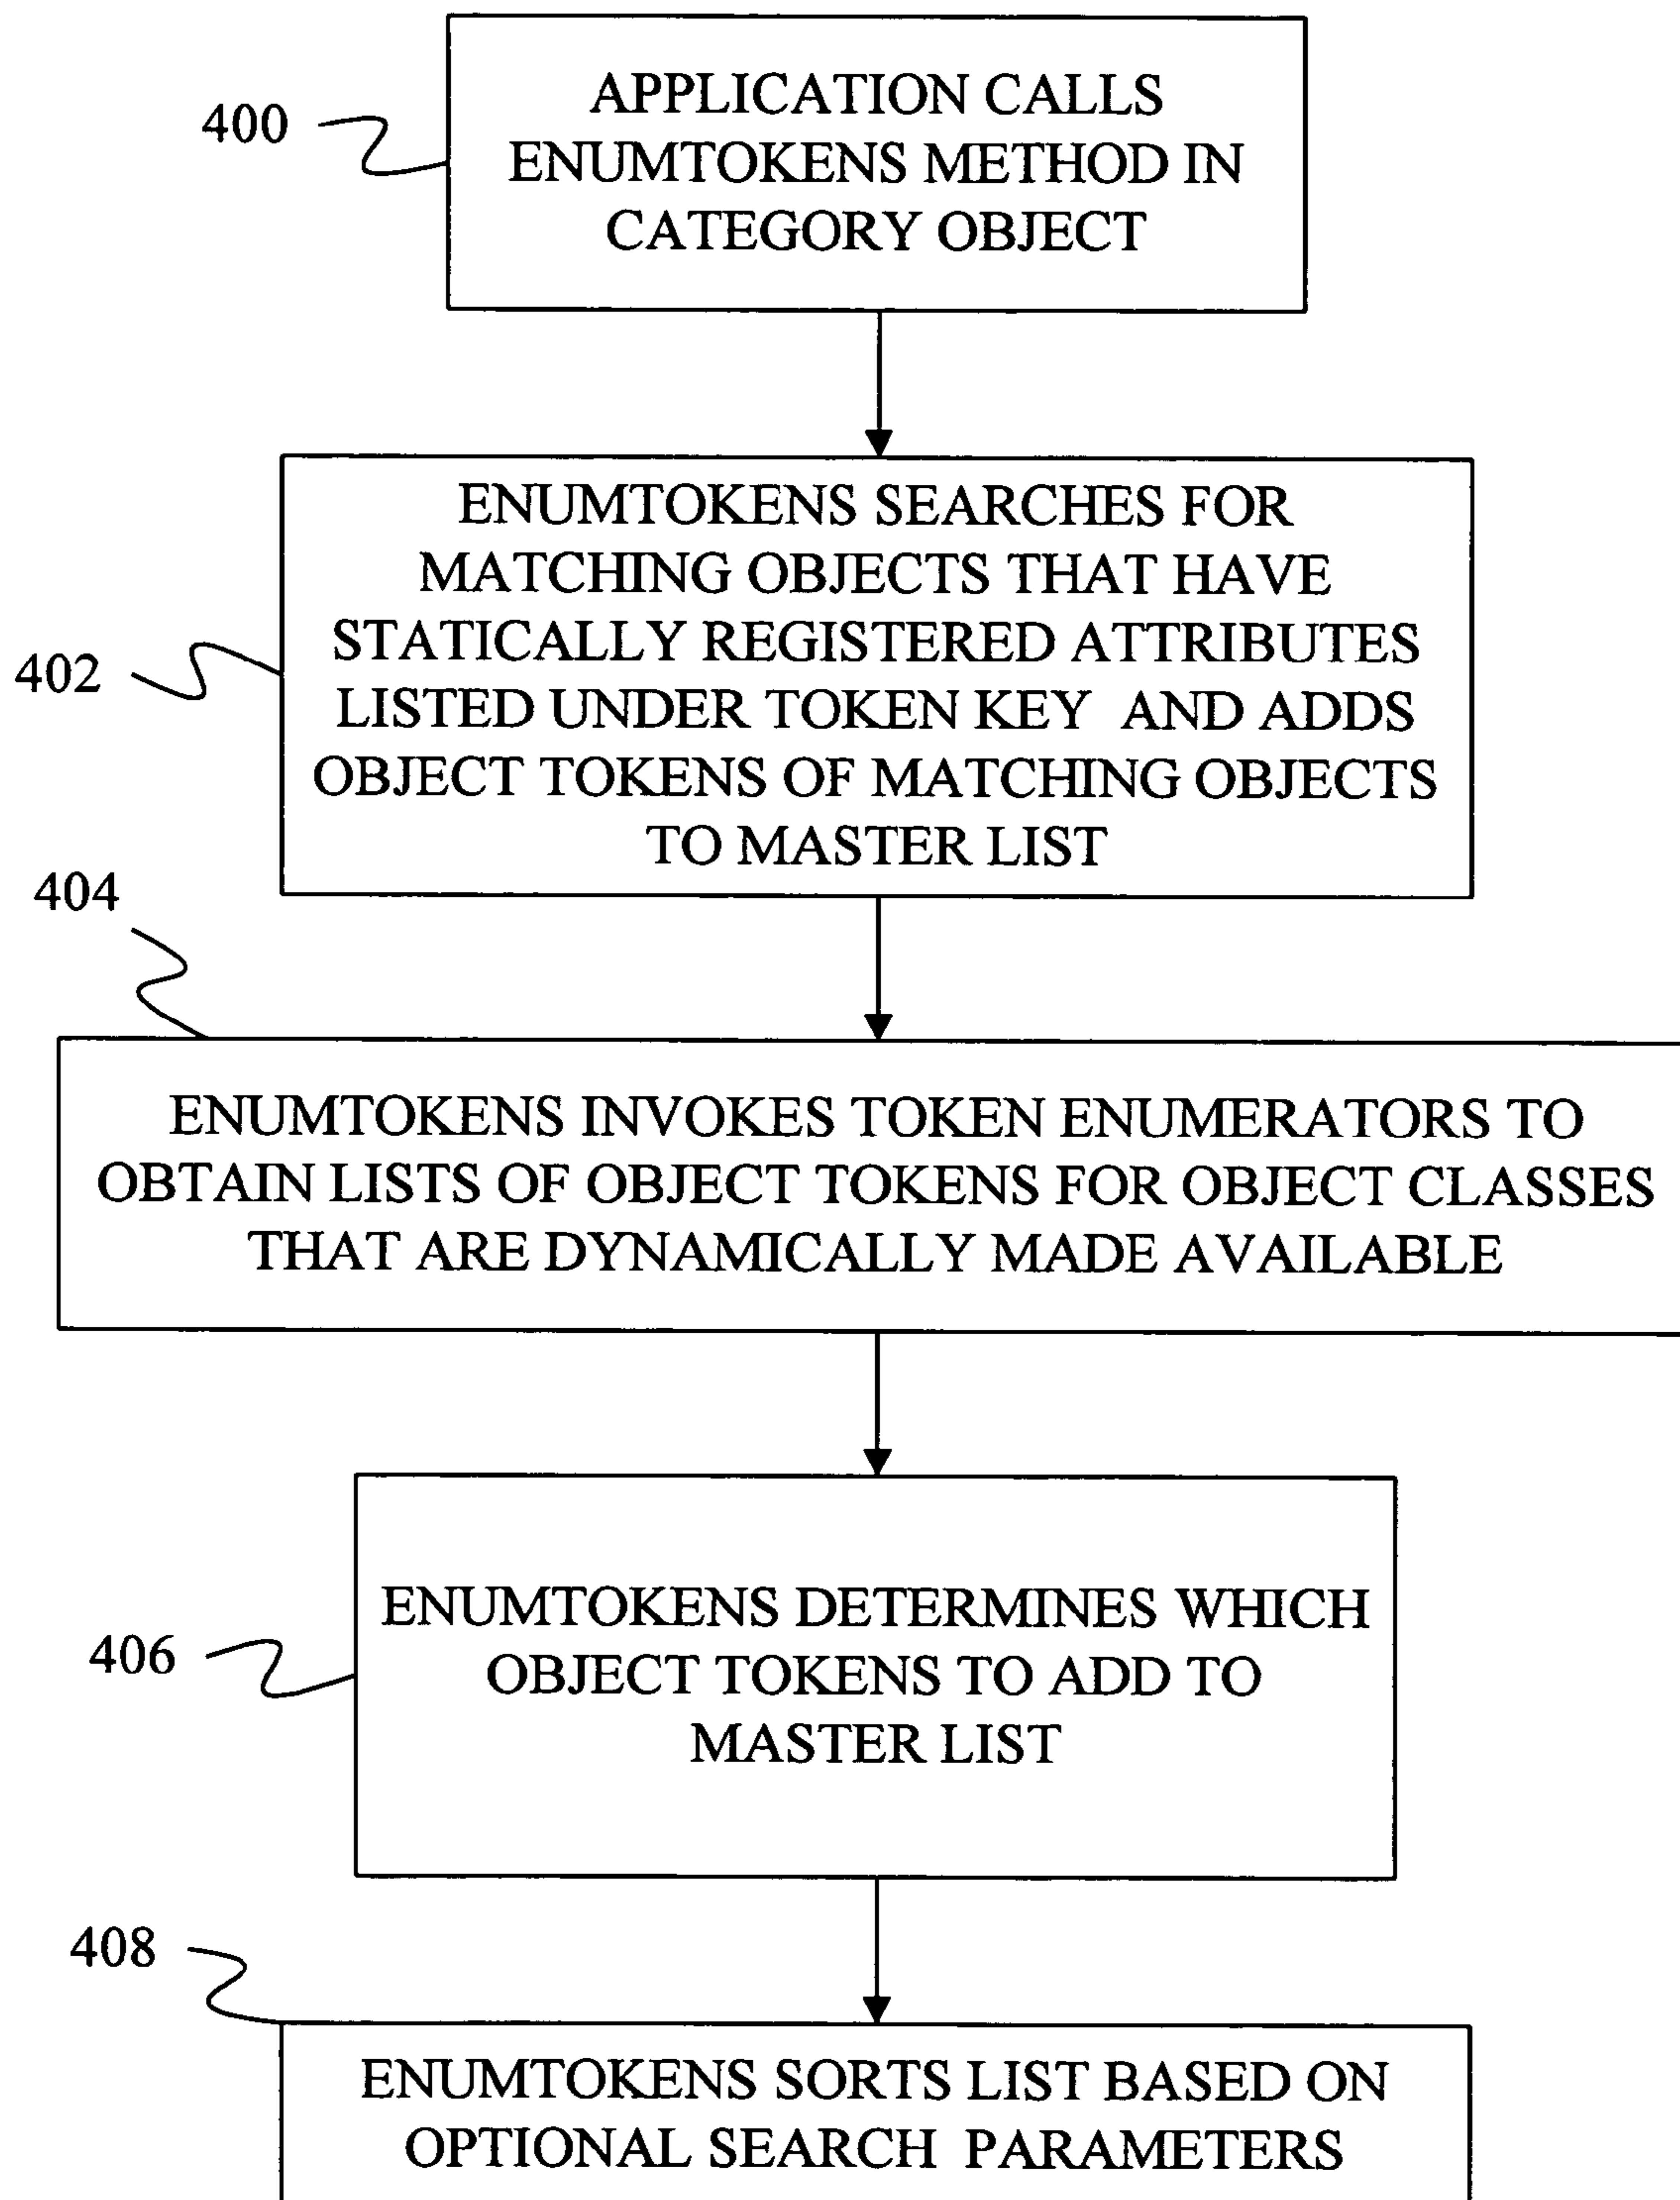 400
APPLICATION CALLS
ENUMTOKENS METHOD IN
CATEGORY OBJECT
402
ENUMTOKENS SEARCHES FOR
MATCHING OBJECTS THAT HAVE
STATICALLY REGISTERED ATTRIBUTES
LISTED UNDER TOKEN KEY AND ADDS
OBJECT TOKENS OF MATCHING OBJECTS
TO MASTER LIST
404
ENUMTOKENS INVOKES TOKEN ENUMERATORS TO
OBTAIN LISTS OF OBJECT TOKENS FOR OBJECT CLASSES
THAT ARE DYNAMICALLY MADE AVAILABLE
406
ENUMTOKENS DETERMINES WHICH
OBJECT TOKENS TO ADD TO
MASTER LIST
408
ENUMTOKENS SORTS LIST BASED ON
OPTIONAL SEARCH PARAMETERS